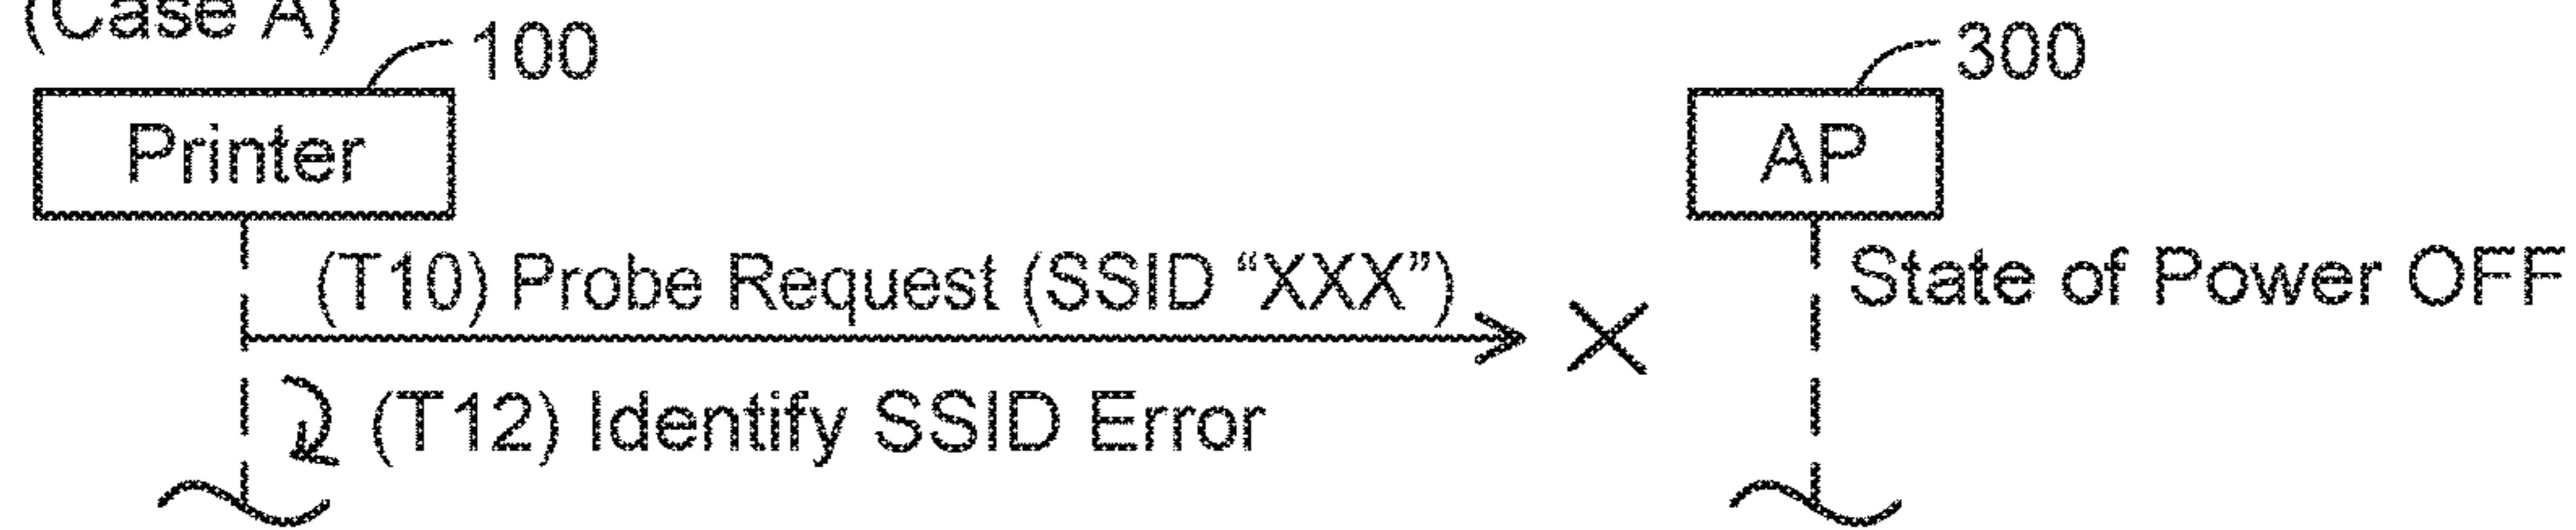 (Case A)
100
300
Printer
AP
(T10) Probe Request (SSID “XXX”)
State of Power OFF
(T12) Identify SSID Error